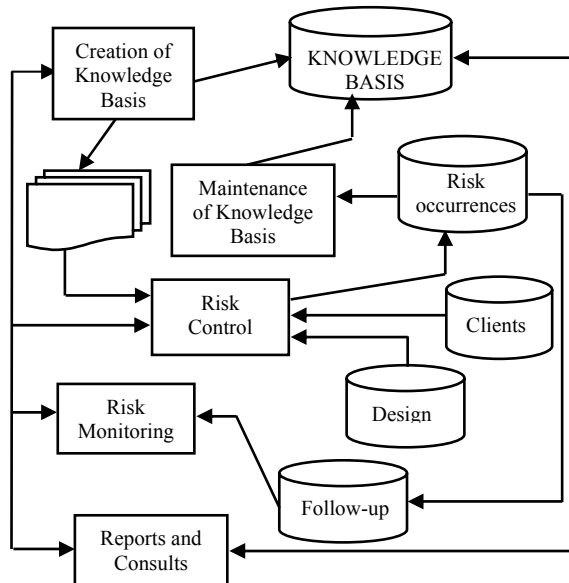 Creation of
Knowledge
Basis
KNOWLEDGE
BASIS
Maintenance
of Knowledge
Basis
Risk
occurrences
Risk
Control
Clients
Design
Risk
Monitoring
Follow-up
Reports and
Consults